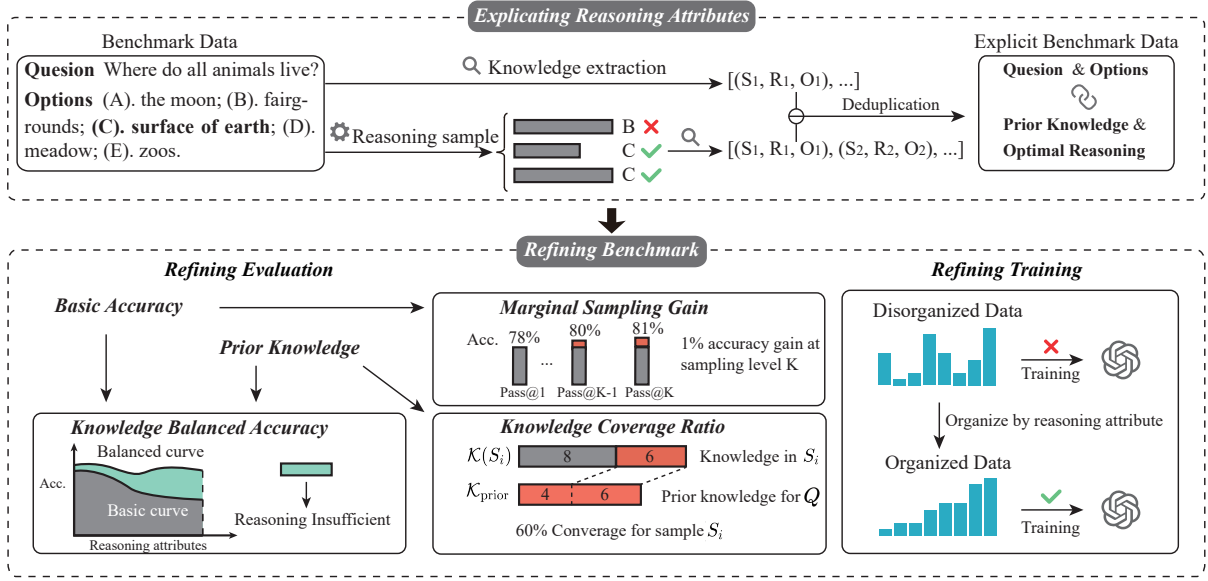 Explicating Reasoning Attributes
Benchmark Data
Quesion Where do all animals live?
Options (A). the moon; (B). fairg-
rounds; (C). surface of earth; (D).
meadow; (E). zoos.
Knowledge extraction
Reasoning sample
B
C
C
[(S1, R1, O1), ...]
Deduplication
[(S1, R1, O1), (S2, R2, O2), ...]
Explicit Benchmark Data
Quesion & Options
Prior Knowledge &
Optimal Reasoning
Refining Benchmark
Refining Evaluation
Basic Accuracy
Prior Knowledge
Marginal Sampling Gain
Acc.
78%
...
80%
81%
Pass@1
Pass@K-1
Pass@K
1% accuracy gain at
sampling level K
Knowledge Balanced Accuracy
Balanced curve
Acc.
Basic curve
Reasoning attributes
Reasoning Insufficient
Knowledge Coverage Ratio
K(Si)
8
6
Knowledge in Si
Kprior
4
6
Prior knowledge for Q
60% Converage for sample Si
Refining Training
Disorganized Data
Training
Organize by reasoning attribute
Organized Data
Training